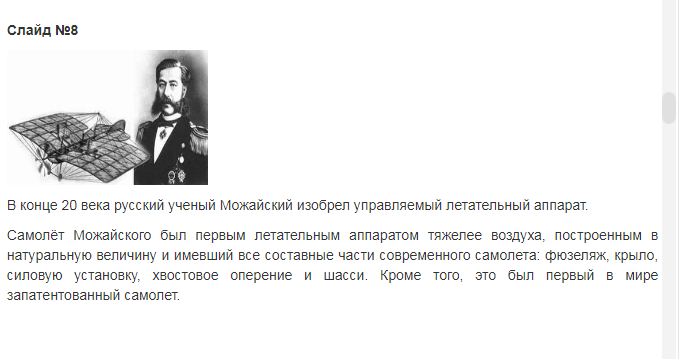 Слайд №8
В конце 20 века русский ученый Можайский изобрел управляемый летательный аппарат.
Самолёт Можайского был первым летательным аппаратом тяжелее воздуха, построенным в
натуральную величину и имевший все составные части современного самолета: фюзеляж, крыло,
силовую установку, хвостовое оперение и шасси. Кроме того, это был первый в мире
запатентованный самолет.